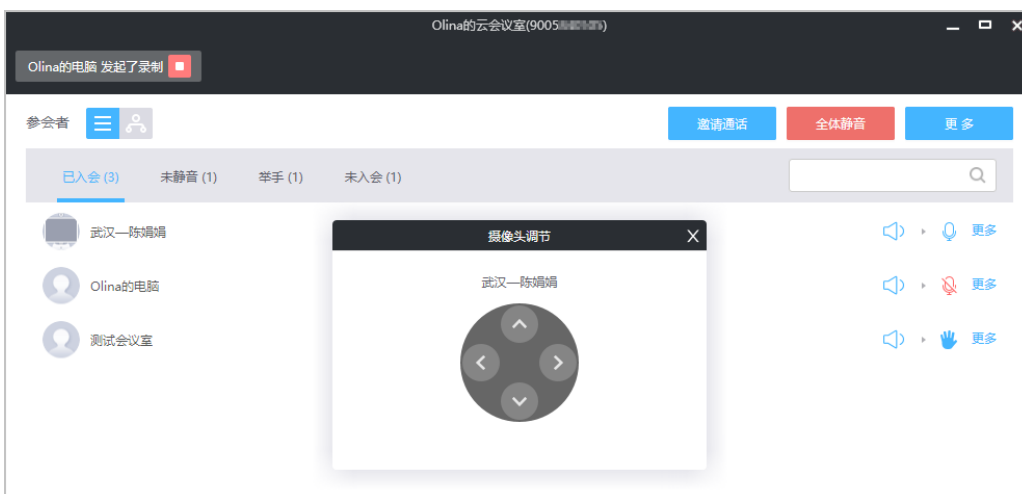 Olina的云会议室(9005)
Olina的电脑 发起了录制
参会者
邀请通话 全体静音 更多
已入会 (3) 未静音 (1) 举手 (1) 未入会 (1)
武汉—陈娟娟
摄像头调节 X
更多
武汉—陈娟娟
Olina的电脑
更多
测试会议室
更多